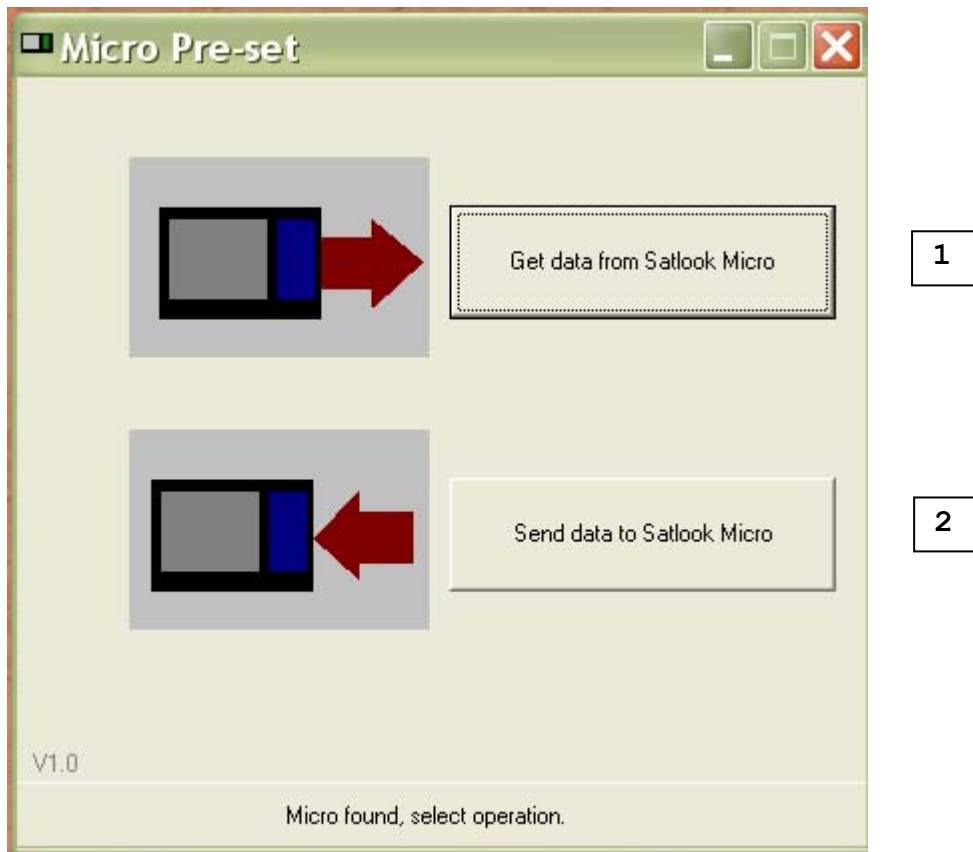 Micro Pre-set
Get data from Satlook Micro
1
Send data to Satlook Micro
2
V1.0
Micro found, select operation.